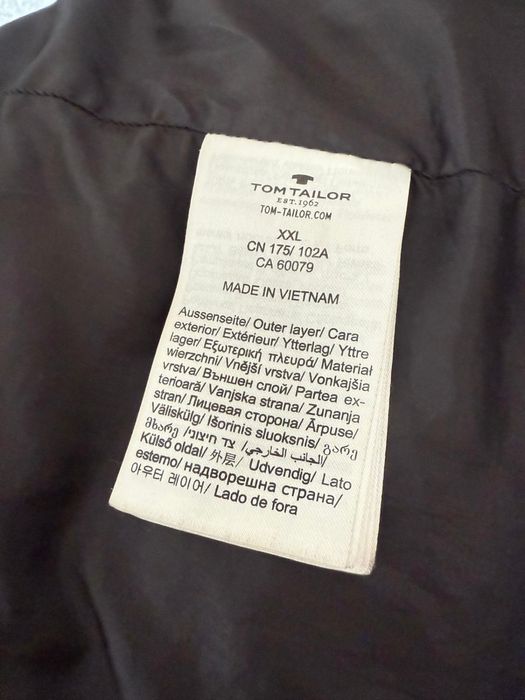 TOM TAILOR
EST. 1962
TOM-TAILOR.COM
XXL
CN 175/ 102A
CA 60079
MADE IN VIETNAM
Aussenseite/ Outer layer/ Cara
exterior/ Extérieur/ Ytterlag/ Yttre
lager/ Εξωτερική πλευρά/ Materiał
wierzchni/ Vnější vrstva/ Vonkajšia
vrstva/ Външен слой/ Partea ex-
terioară/ Vanjska strana/ Zunanja
stran/ Лицевая сторона/ Ārpuse/
Väliskülg/ Išorinis sluoksnis/ გარე
მხარე/ צד חיצוני/ الجانب الخارجي/
Külső oldal/ 外层/ Udvendig/ Lato
esterno/ надворешна страна/
아우터 레이어/ Lado de fora